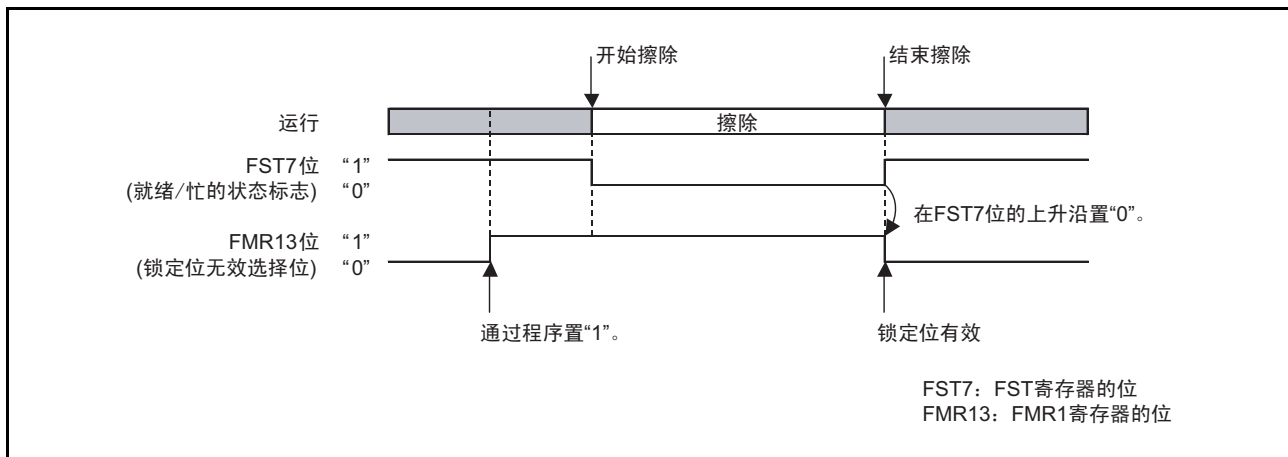 开始擦除 结束擦除
运行 擦除
FST7位 “1”
(就绪/忙的状态标志) “0”
在FST7位的上升沿置“0”。
FMR13位 “1”
(锁定位无效选择位) “0”
通过程序置“1”。 锁定位有效
FST7：FST寄存器的位
FMR13：FMR1寄存器的位